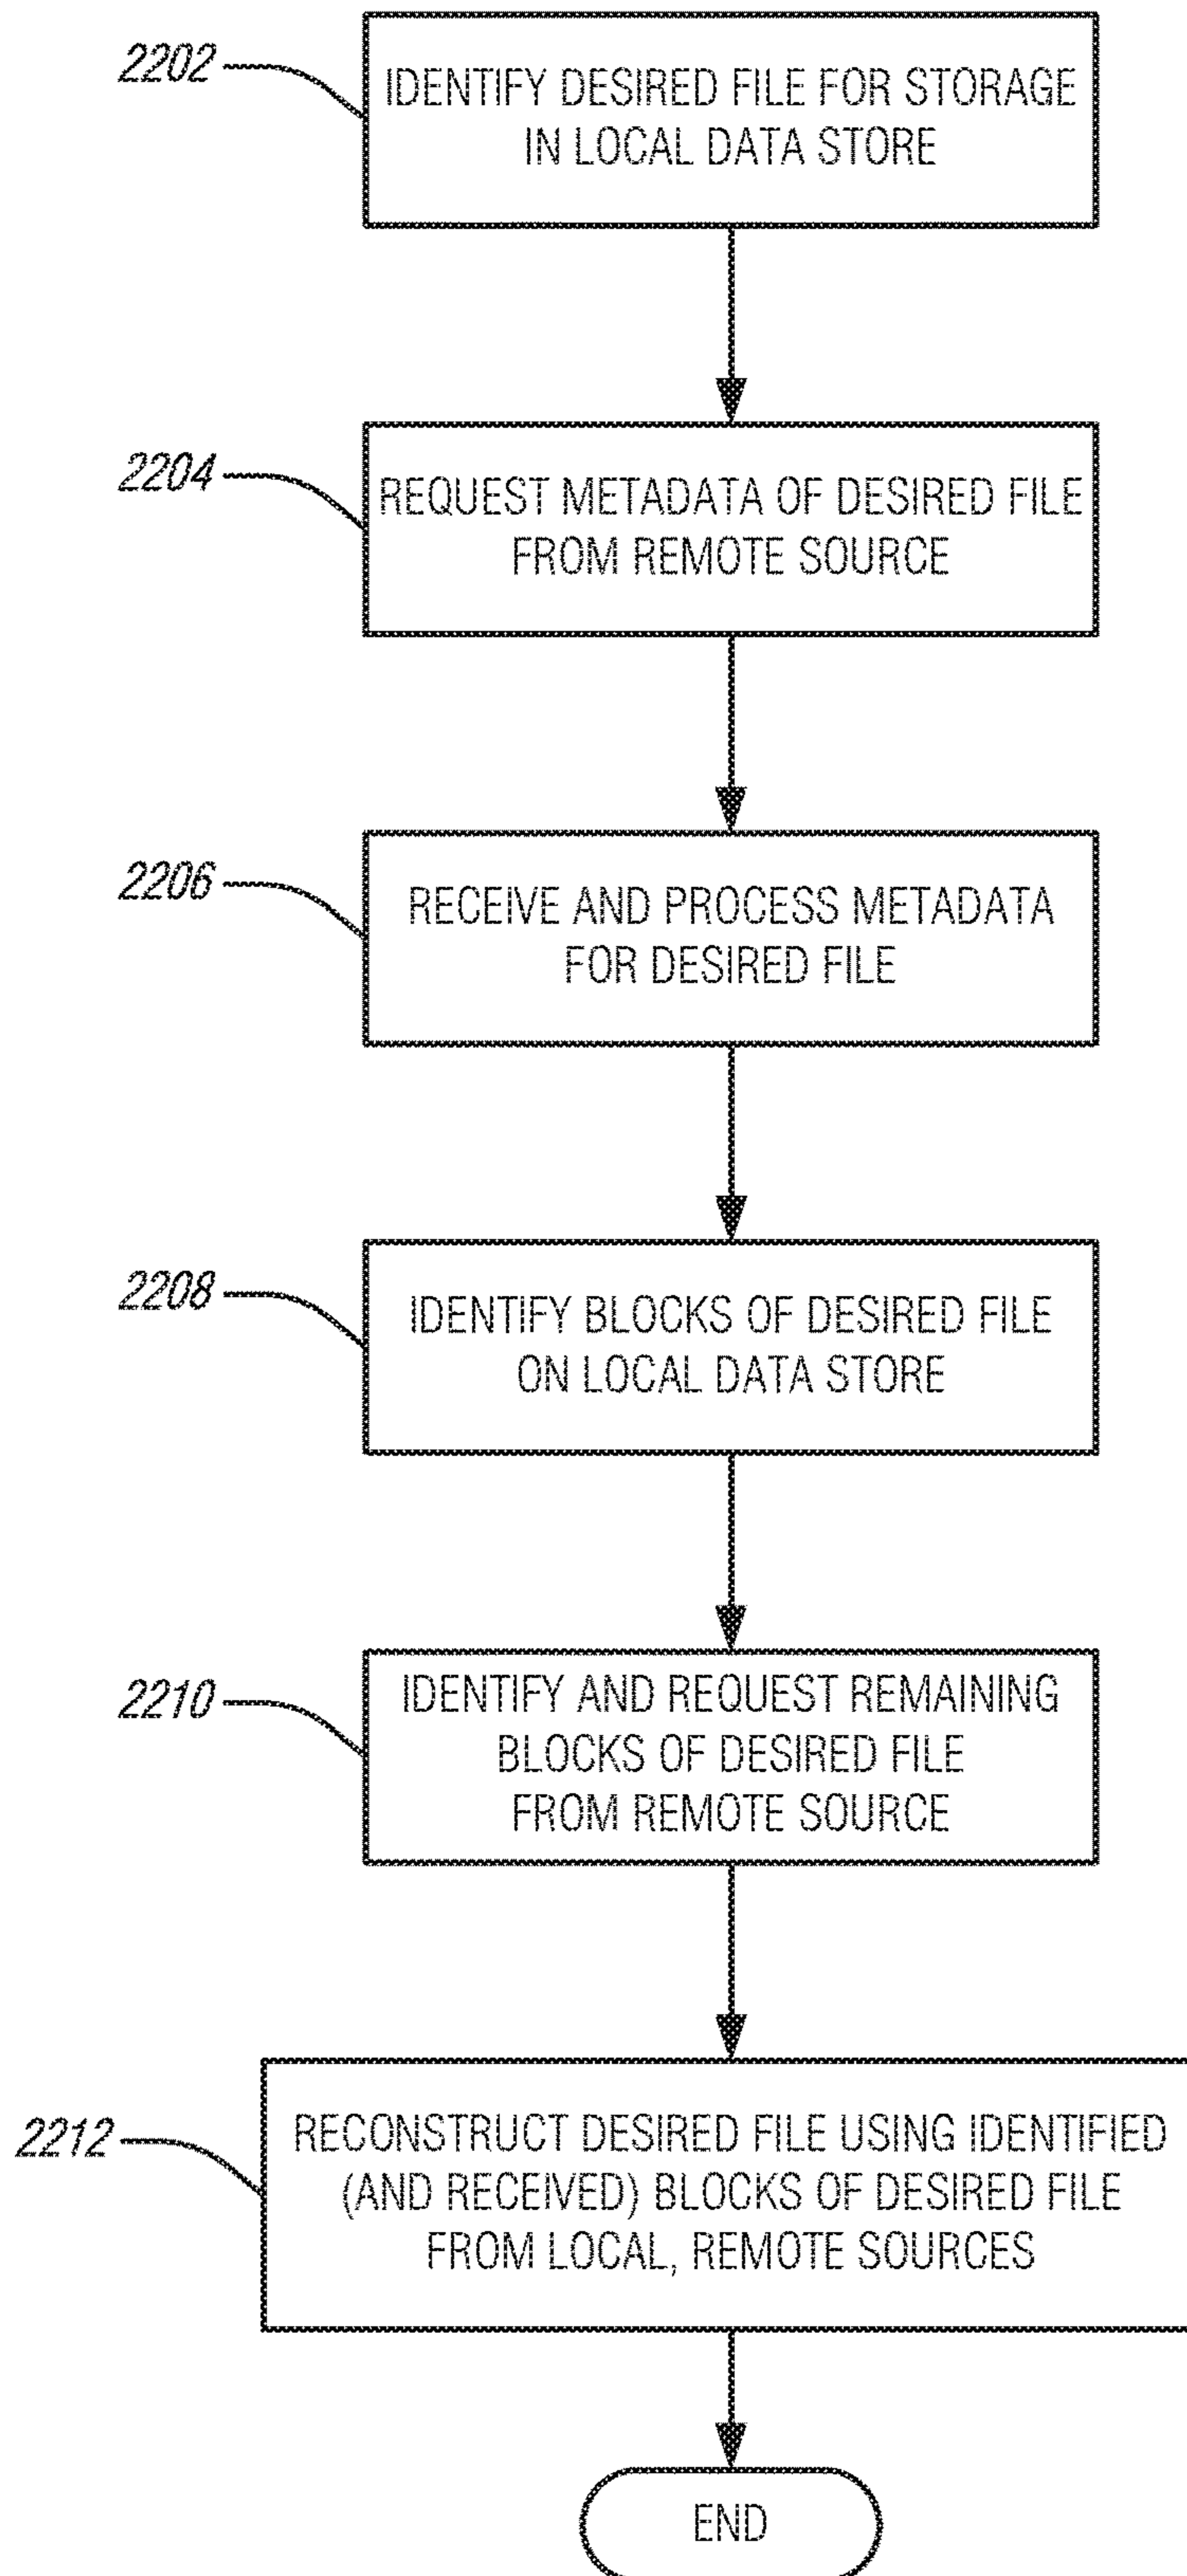 2202
IDENTIFY DESIRED FILE FOR STORAGE
IN LOCAL DATA STORE
2204
REQUEST METADATA OF DESIRED FILE
FROM REMOTE SOURCE
2206
RECEIVE AND PROCESS METADATA
FOR DESIRED FILE
2208
IDENTIFY BLOCKS OF DESIRED FILE
ON LOCAL DATA STORE
2210
IDENTIFY AND REQUEST REMAINING
BLOCKS OF DESIRED FILE
FROM REMOTE SOURCE
2212
RECONSTRUCT DESIRED FILE USING IDENTIFIED
(AND RECEIVED) BLOCKS OF DESIRED FILE
FROM LOCAL, REMOTE SOURCES
END